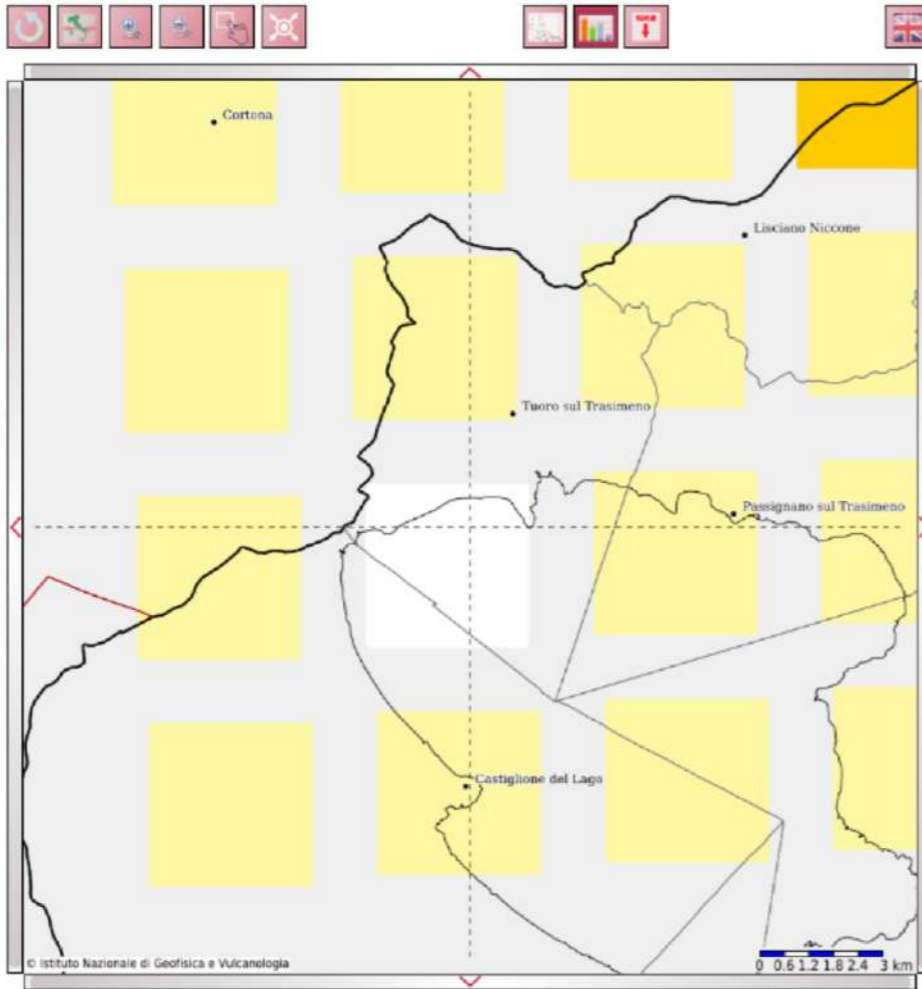 Cortona
Lisciano Niccone
Tuoro sul Trasimeno
Passignano sul Trasimeno
Castiglione del Lago
© Istituto Nazionale di Geofisica e Vulcanologia
0 0.6 1.2 1.8 2.4 3 km